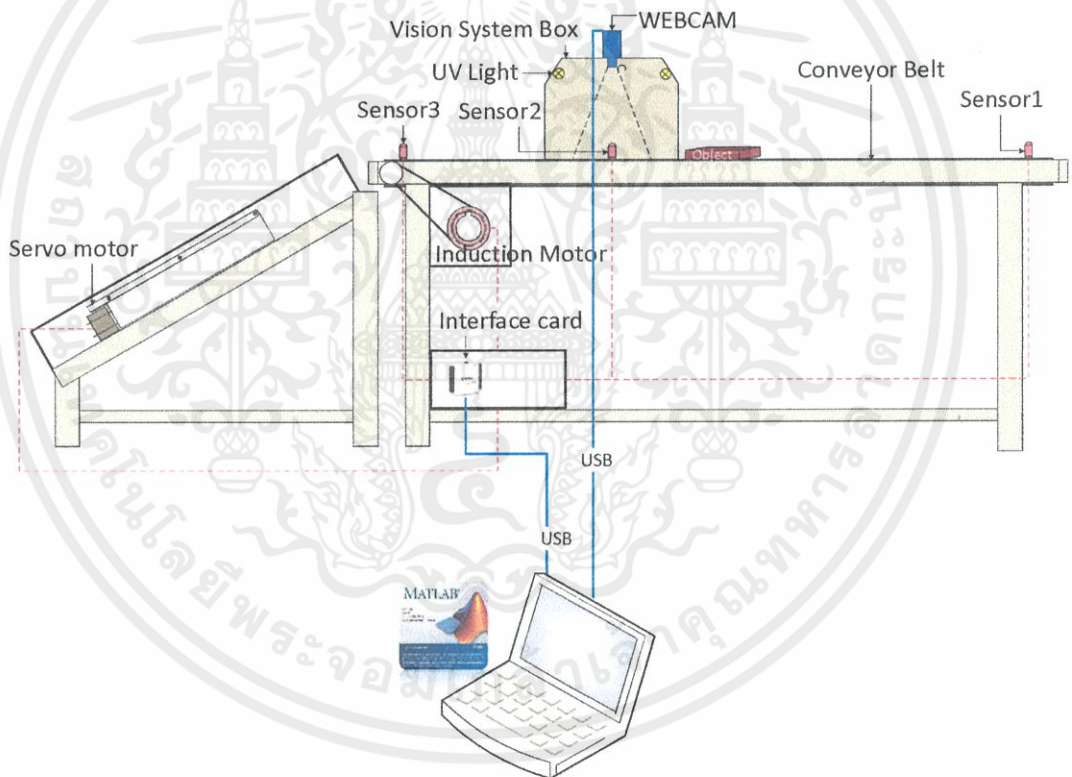 WEBCAM
Vision System Box
UV Light
Conveyor Belt
Sensor3
Sensor2
Sensor1
Object
Servo motor
Induction Motor
Interface card
USB
USB
MATLAB